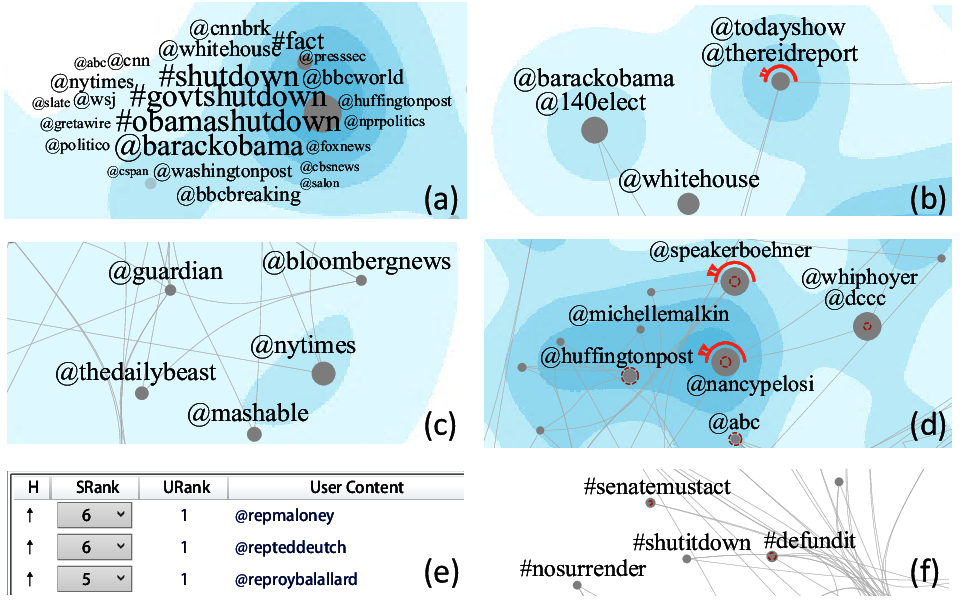 @cnnbrk
#fact
@whitehouse
@presssec
@abc @cnn
#shutdown @bbcworld
@nytimes
#govtshutdown
@slate @wsj @huffingtonpost
#obamashutdown
@gretawire @nprpolitics
@politico @barackobama @foxnews
@cspan @washingtonpost @cbsnews
@salon
@bbcbreaking
(a)
@todayshow
@thereidreport
@barackobama
@140elect
@whitehouse
(b)
@guardian @bloombergnews
@nytimes
@thedailybeast
@mashable
(c)
@speakerboehner
@whiphoyer
@dccc
@michellemalkin
@huffingtonpost
@nancypelosi
@abc
(d)
H SRank URank User Content
↑ 6 1 @repmaloney
↑ 6 1 @repteddeutch
↑ 5 1 @reproybalallard
(e)
#senatemustact
#shutitdown #defundit
#nosurrender
(f)